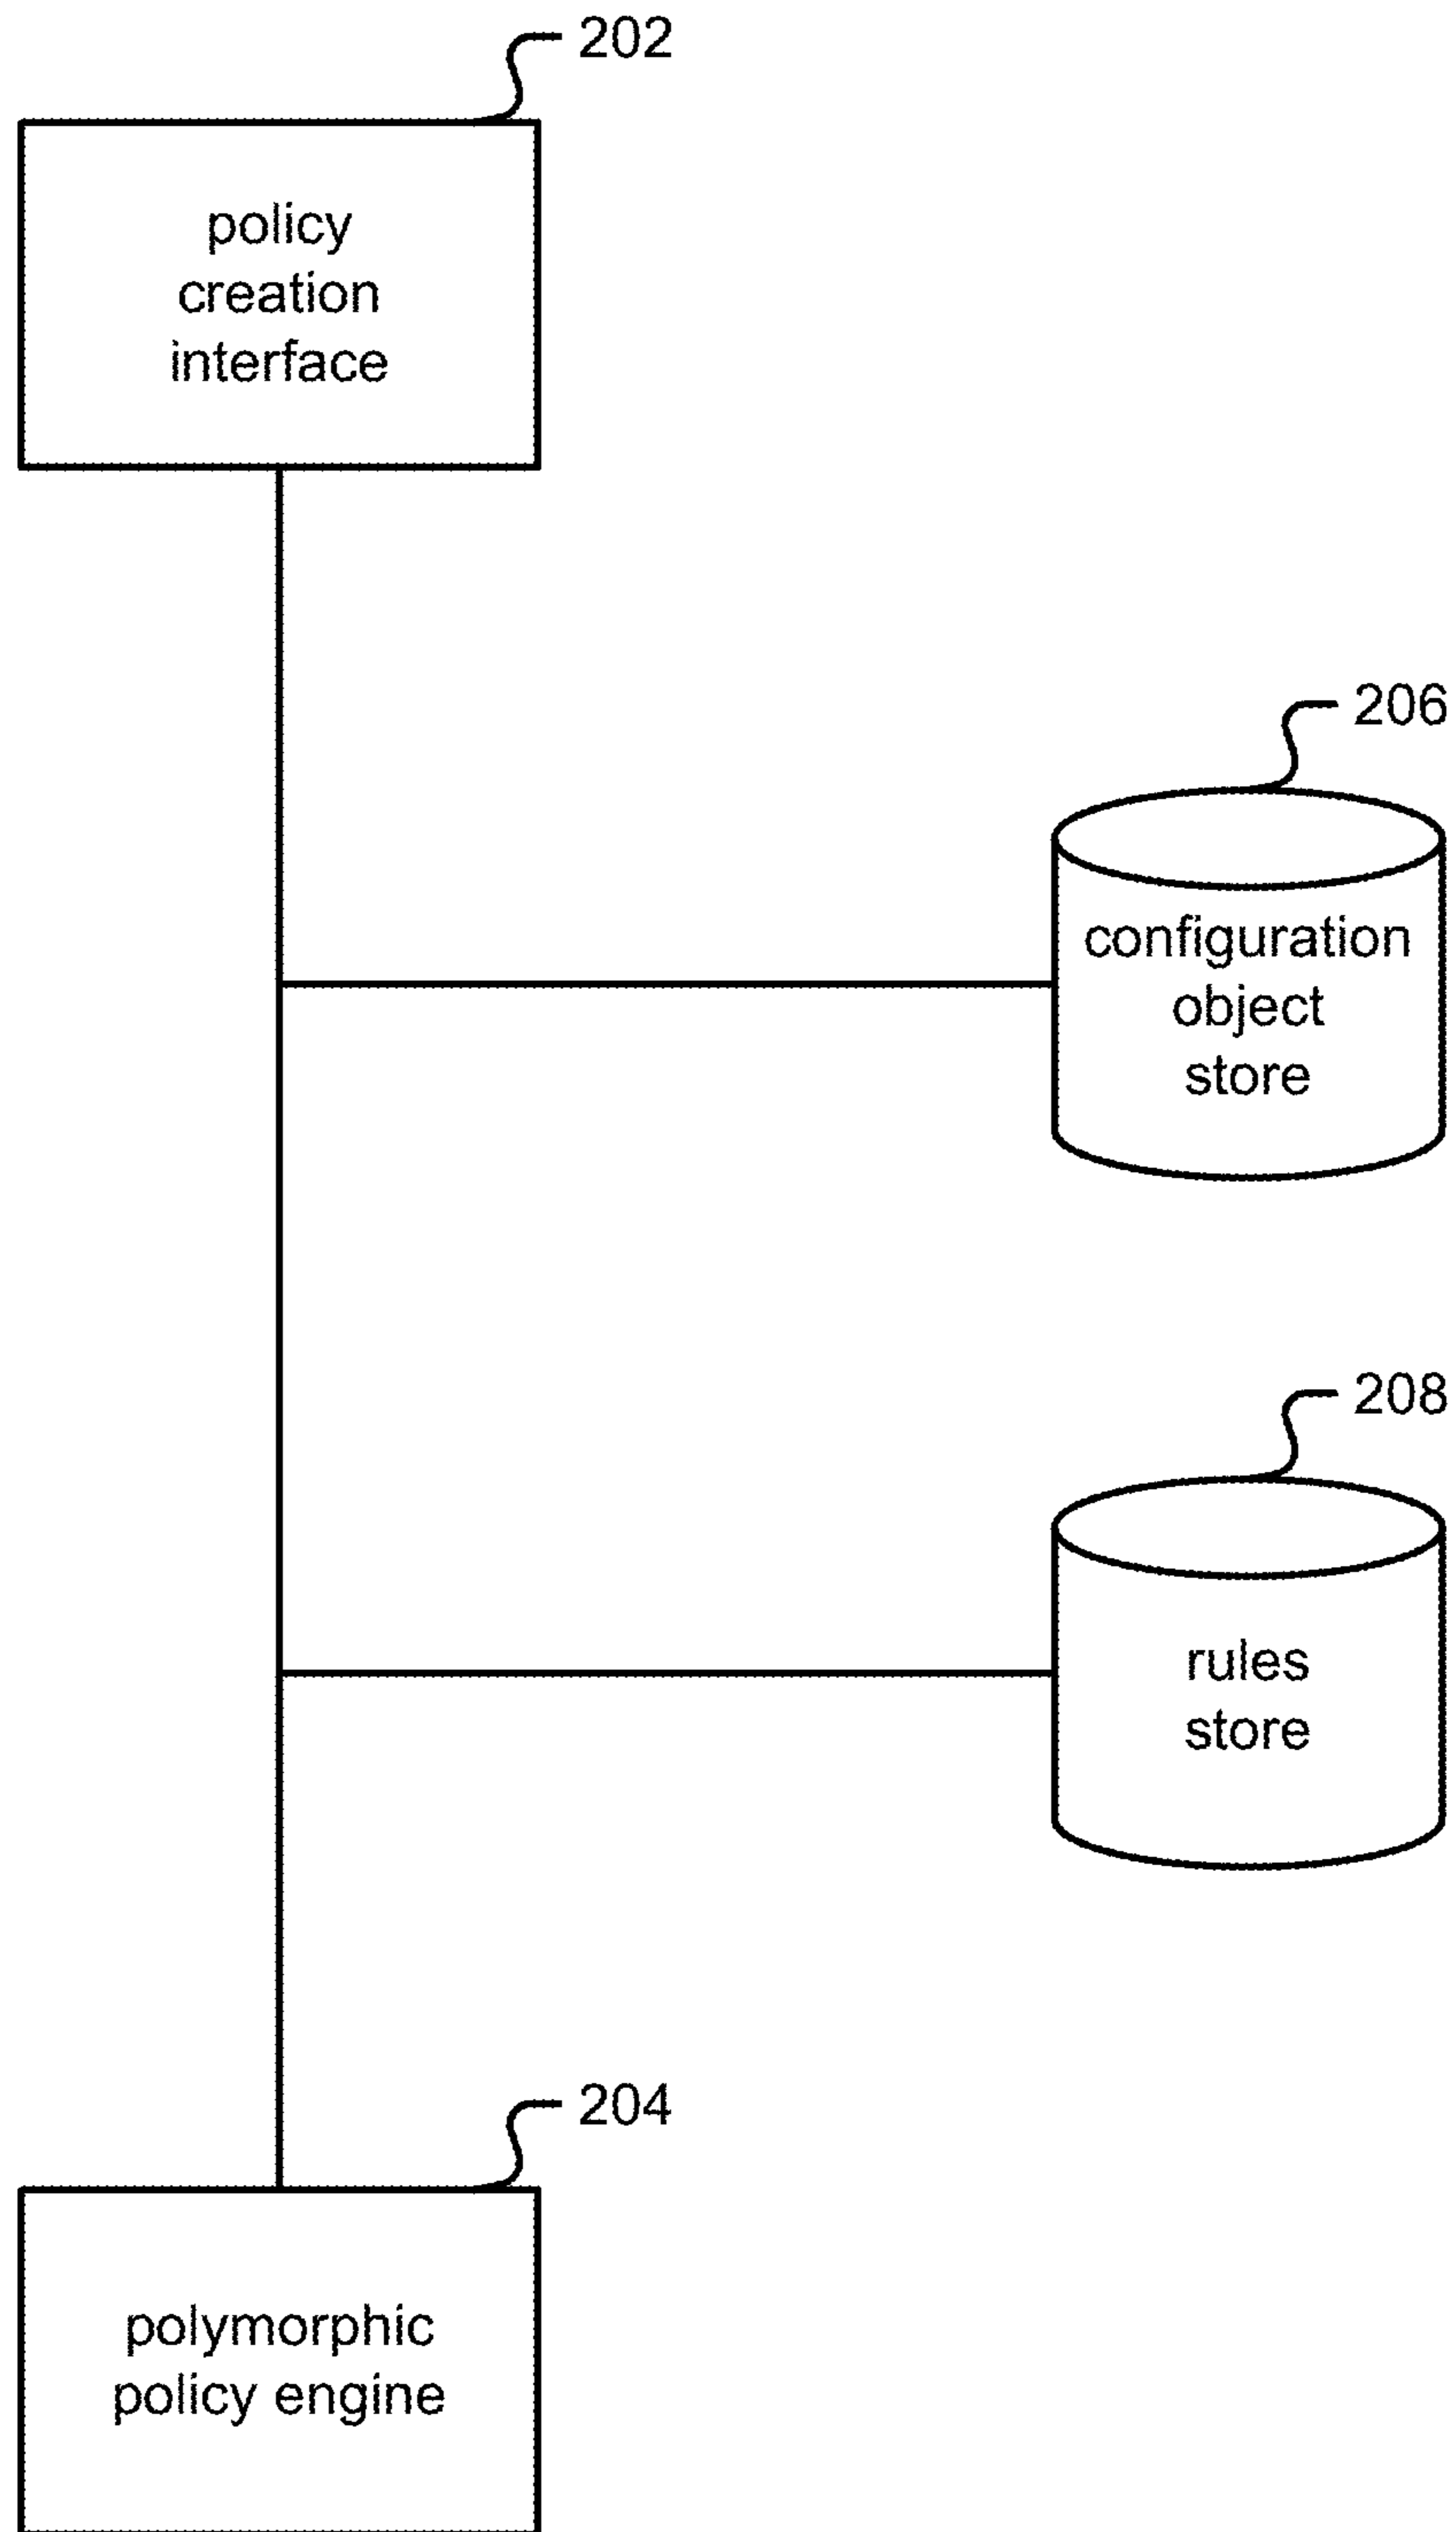 202
policy
creation
interface
206
configuration
object
store
208
rules
store
204
polymorphic
policy engine